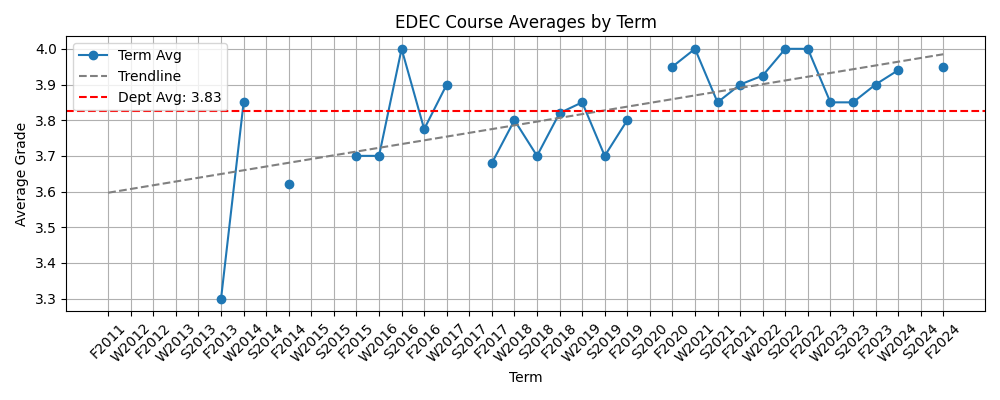 EDEC Course Averages by Term
Term Avg
Trendline
Dept Avg: 3.83
Average Grade
4.0
3.9
3.8
3.7
3.6
3.5
3.4
3.3
F2011
W2012
F2012
W2013
S2013
F2013
W2014
S2014
F2014
W2015
S2015
F2015
W2016
S2016
F2016
W2017
S2017
F2017
W2018
S2018
F2018
W2019
S2019
F2019
S2020
F2020
W2021
S2021
F2021
W2022
S2022
F2022
W2023
S2023
F2023
W2024
S2024
F2024
Term